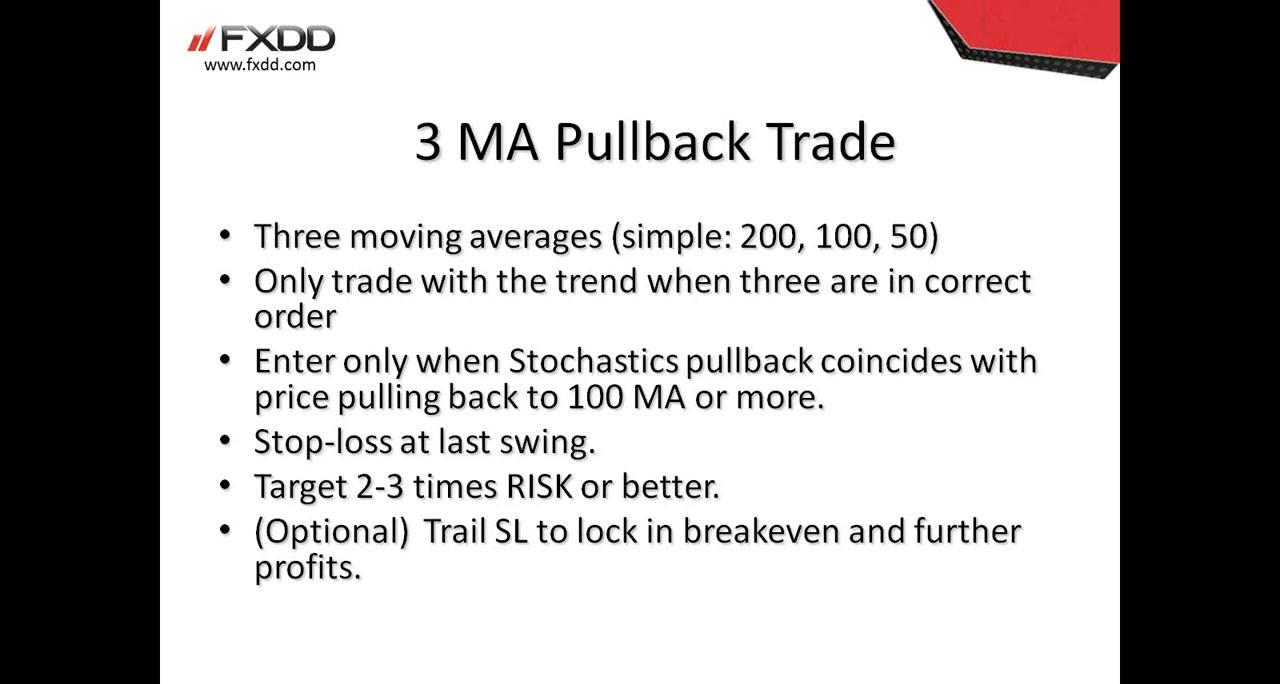 FXDD
www.fxdd.com
3 MA Pullback Trade
• Three moving averages (simple: 200, 100, 50)
• Only trade with the trend when three are in correct
order
• Enter only when Stochastics pullback coincides with
price pulling back to 100 MA or more.
• Stop-loss at last swing.
• Target 2-3 times RISK or better.
• (Optional)  Trail SL to lock in breakeven and further
profits.